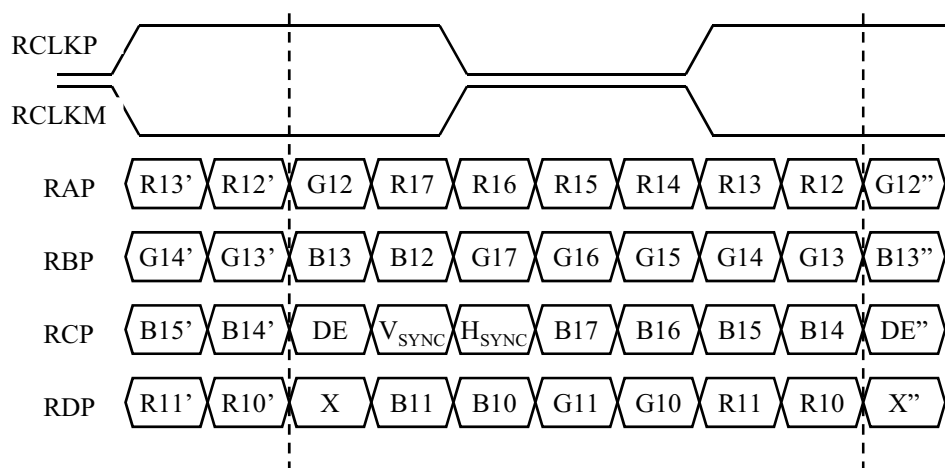 RCLKP
RCLKM
RAP R13’ R12’ G12 R17 R16 R15 R14 R13 R12 G12”
RBP G14’ G13’ B13 B12 G17 G16 G15 G14 G13 B13”
RCP B15’ B14’ DE VSYNC HSYNC B17 B16 B15 B14 DE”
RDP R11’ R10’ X B11 B10 G11 G10 R11 R10 X”